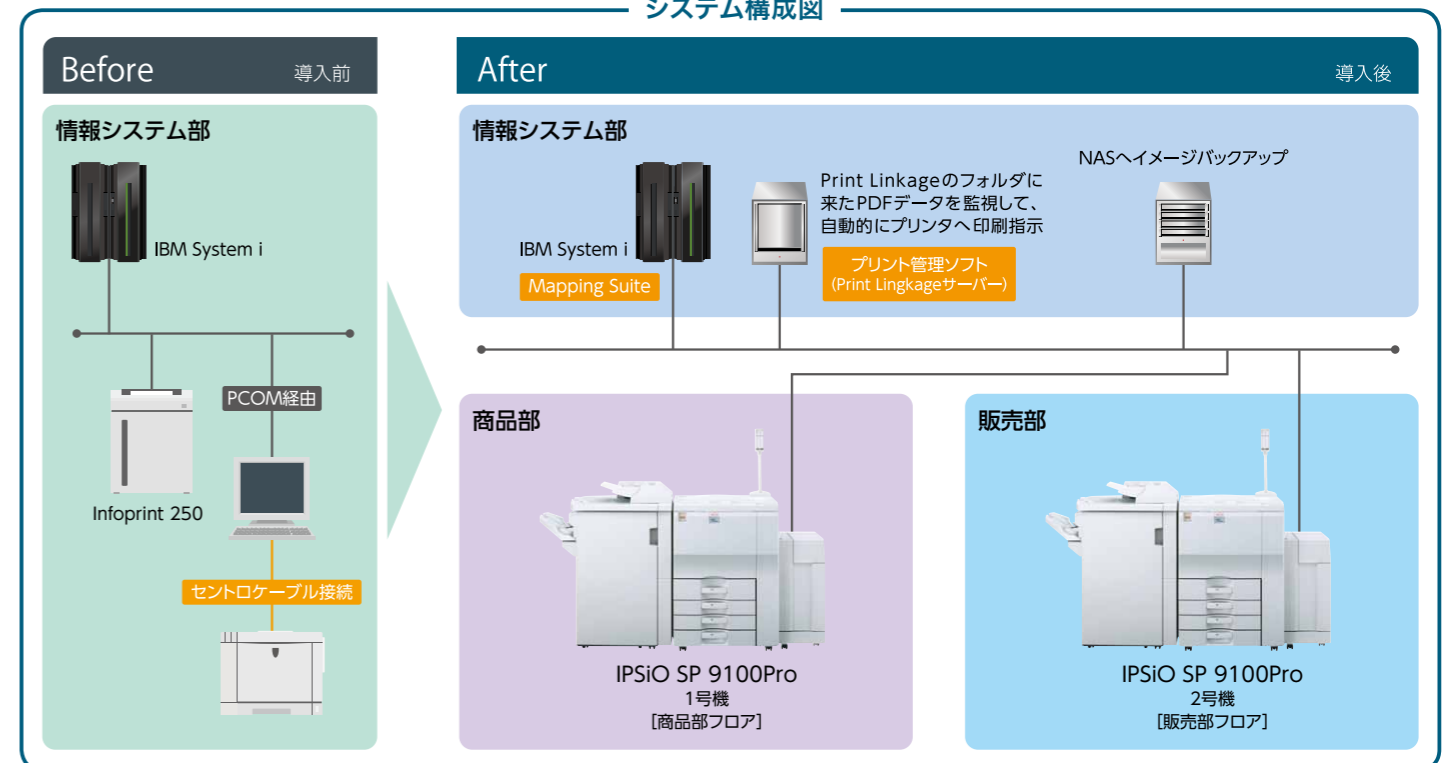 システム構成図
Before 導入前
情報システム部
IBM System i
PCOM経由
Infoprint 250
セントロケーブル接続
After 導入後
情報システム部
IBM System i
Mapping Suite
Print Linkageのフォルダに
来たPDFデータを監視して、
自動的にプリンタへ印刷指示
プリント管理ソフト
(Print Lingkageサーバー)
NASへイメージバックアップ
商品部
IPSiO SP 9100Pro
1号機
[商品部フロア]
販売部
IPSiO SP 9100Pro
2号機
[販売部フロア]